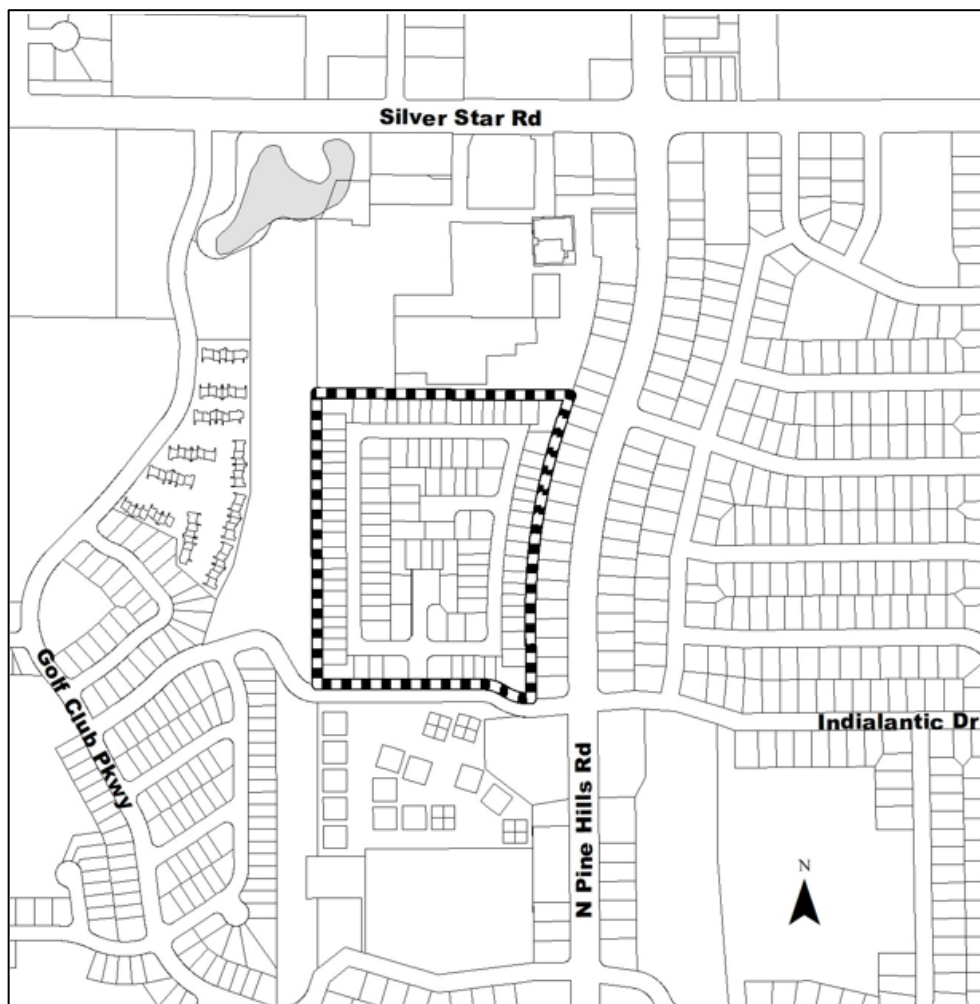 Silver Star Rd
Golf Club Pkwy
Indialantic Dr
N Pine Hills Rd
N